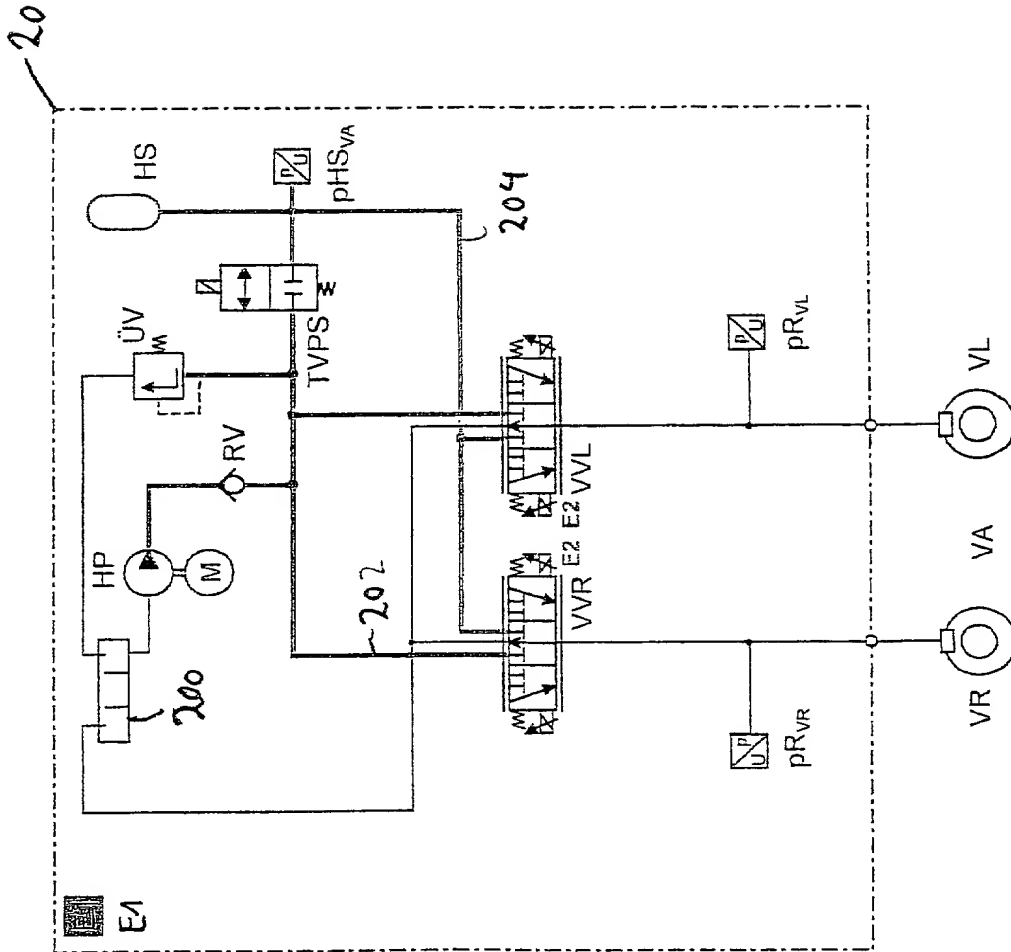 20
HS
p
U
pHS_VA
204
ÜV
TVPS
RV
HP
M
200
202
E1
VVL
E2
E2
VVR
p
U
pR_VL
U
p
pR_VR
VL
VA
VR